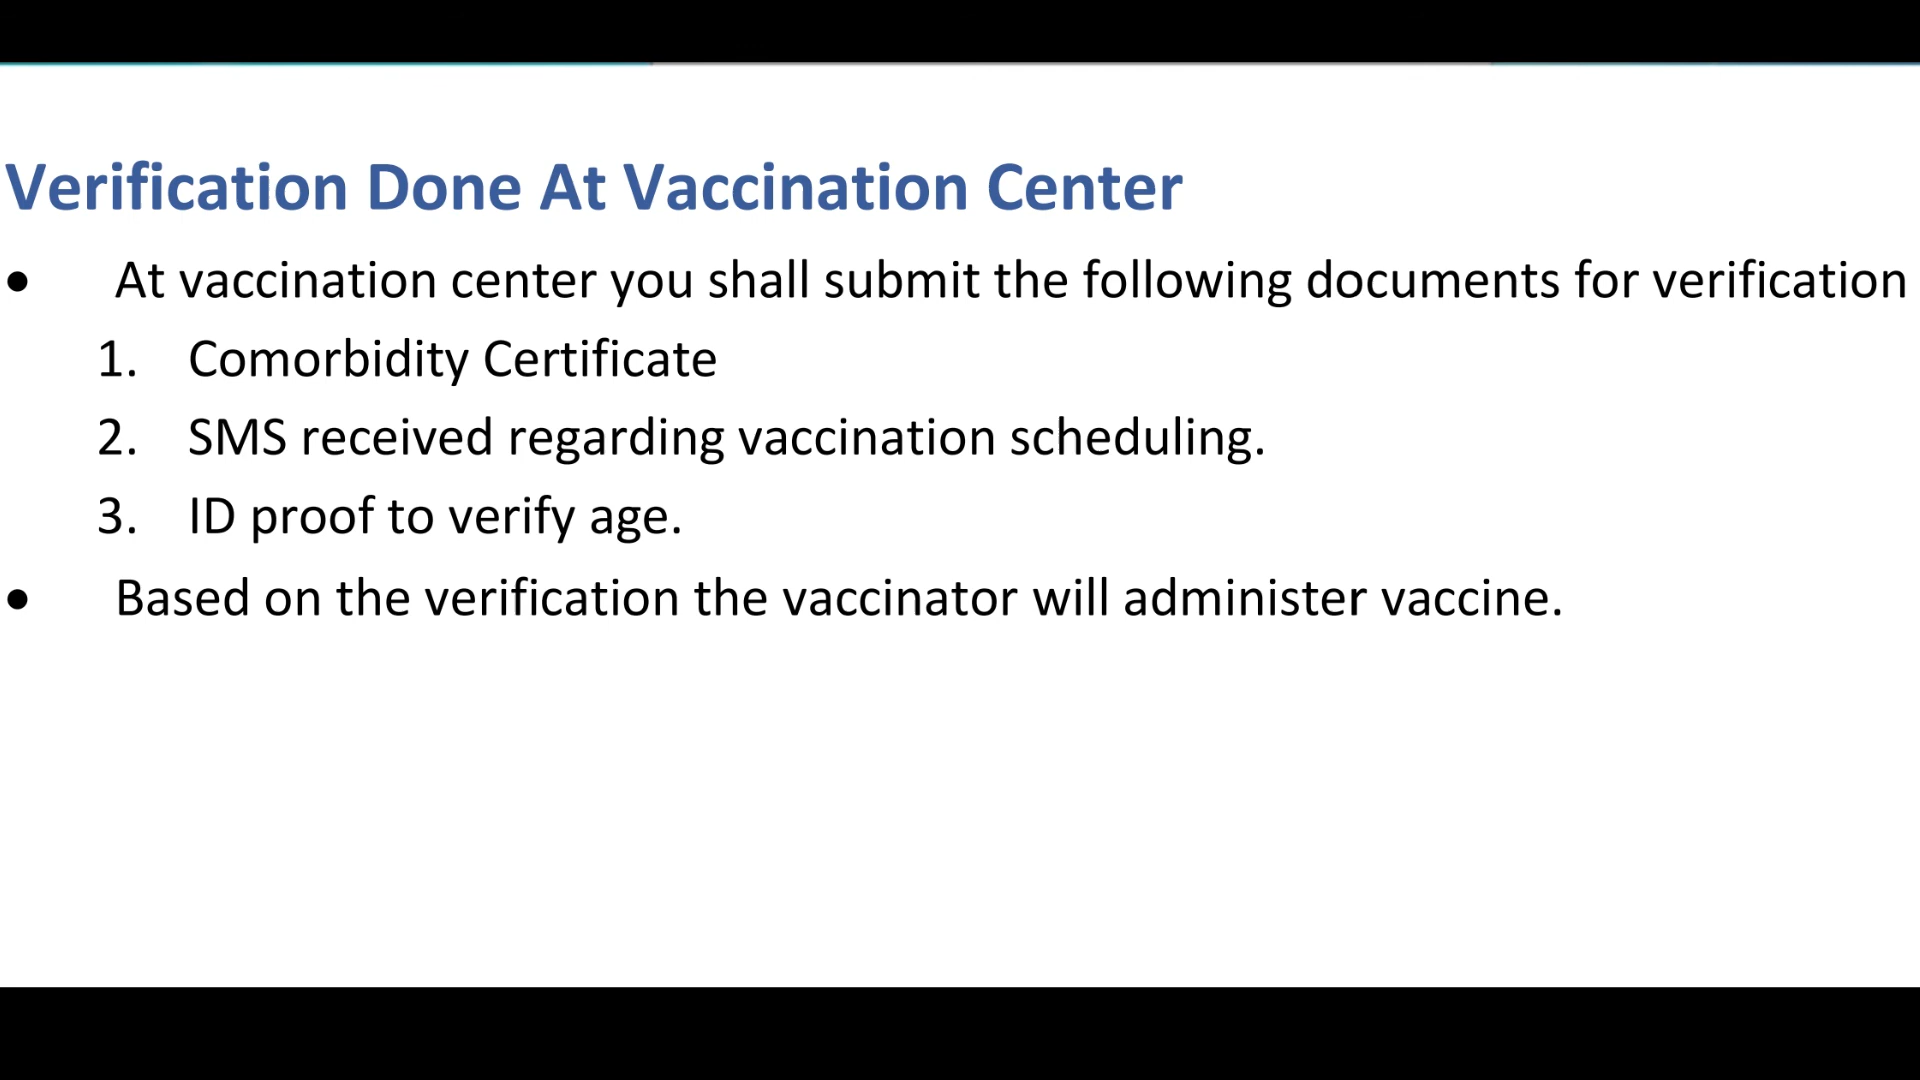 Verification Done At Vaccination Center
• At vaccination center you shall submit the following documents for verification
1. Comorbidity Certificate
2. SMS received regarding vaccination scheduling.
3. ID proof to verify age.
• Based on the verification the vaccinator will administer vaccine.